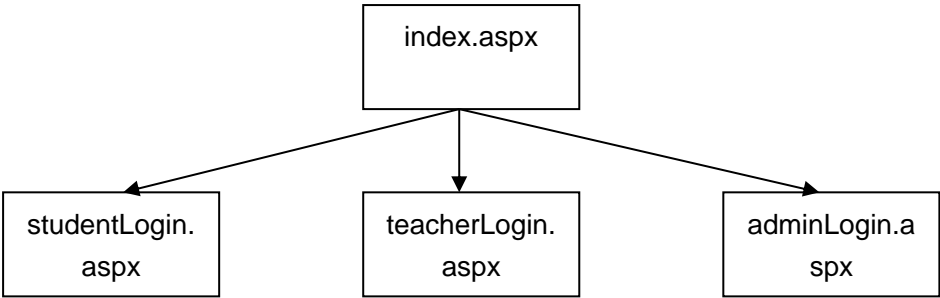 index.aspx
studentLogin.
aspx
teacherLogin.
aspx
adminLogin.a
spx